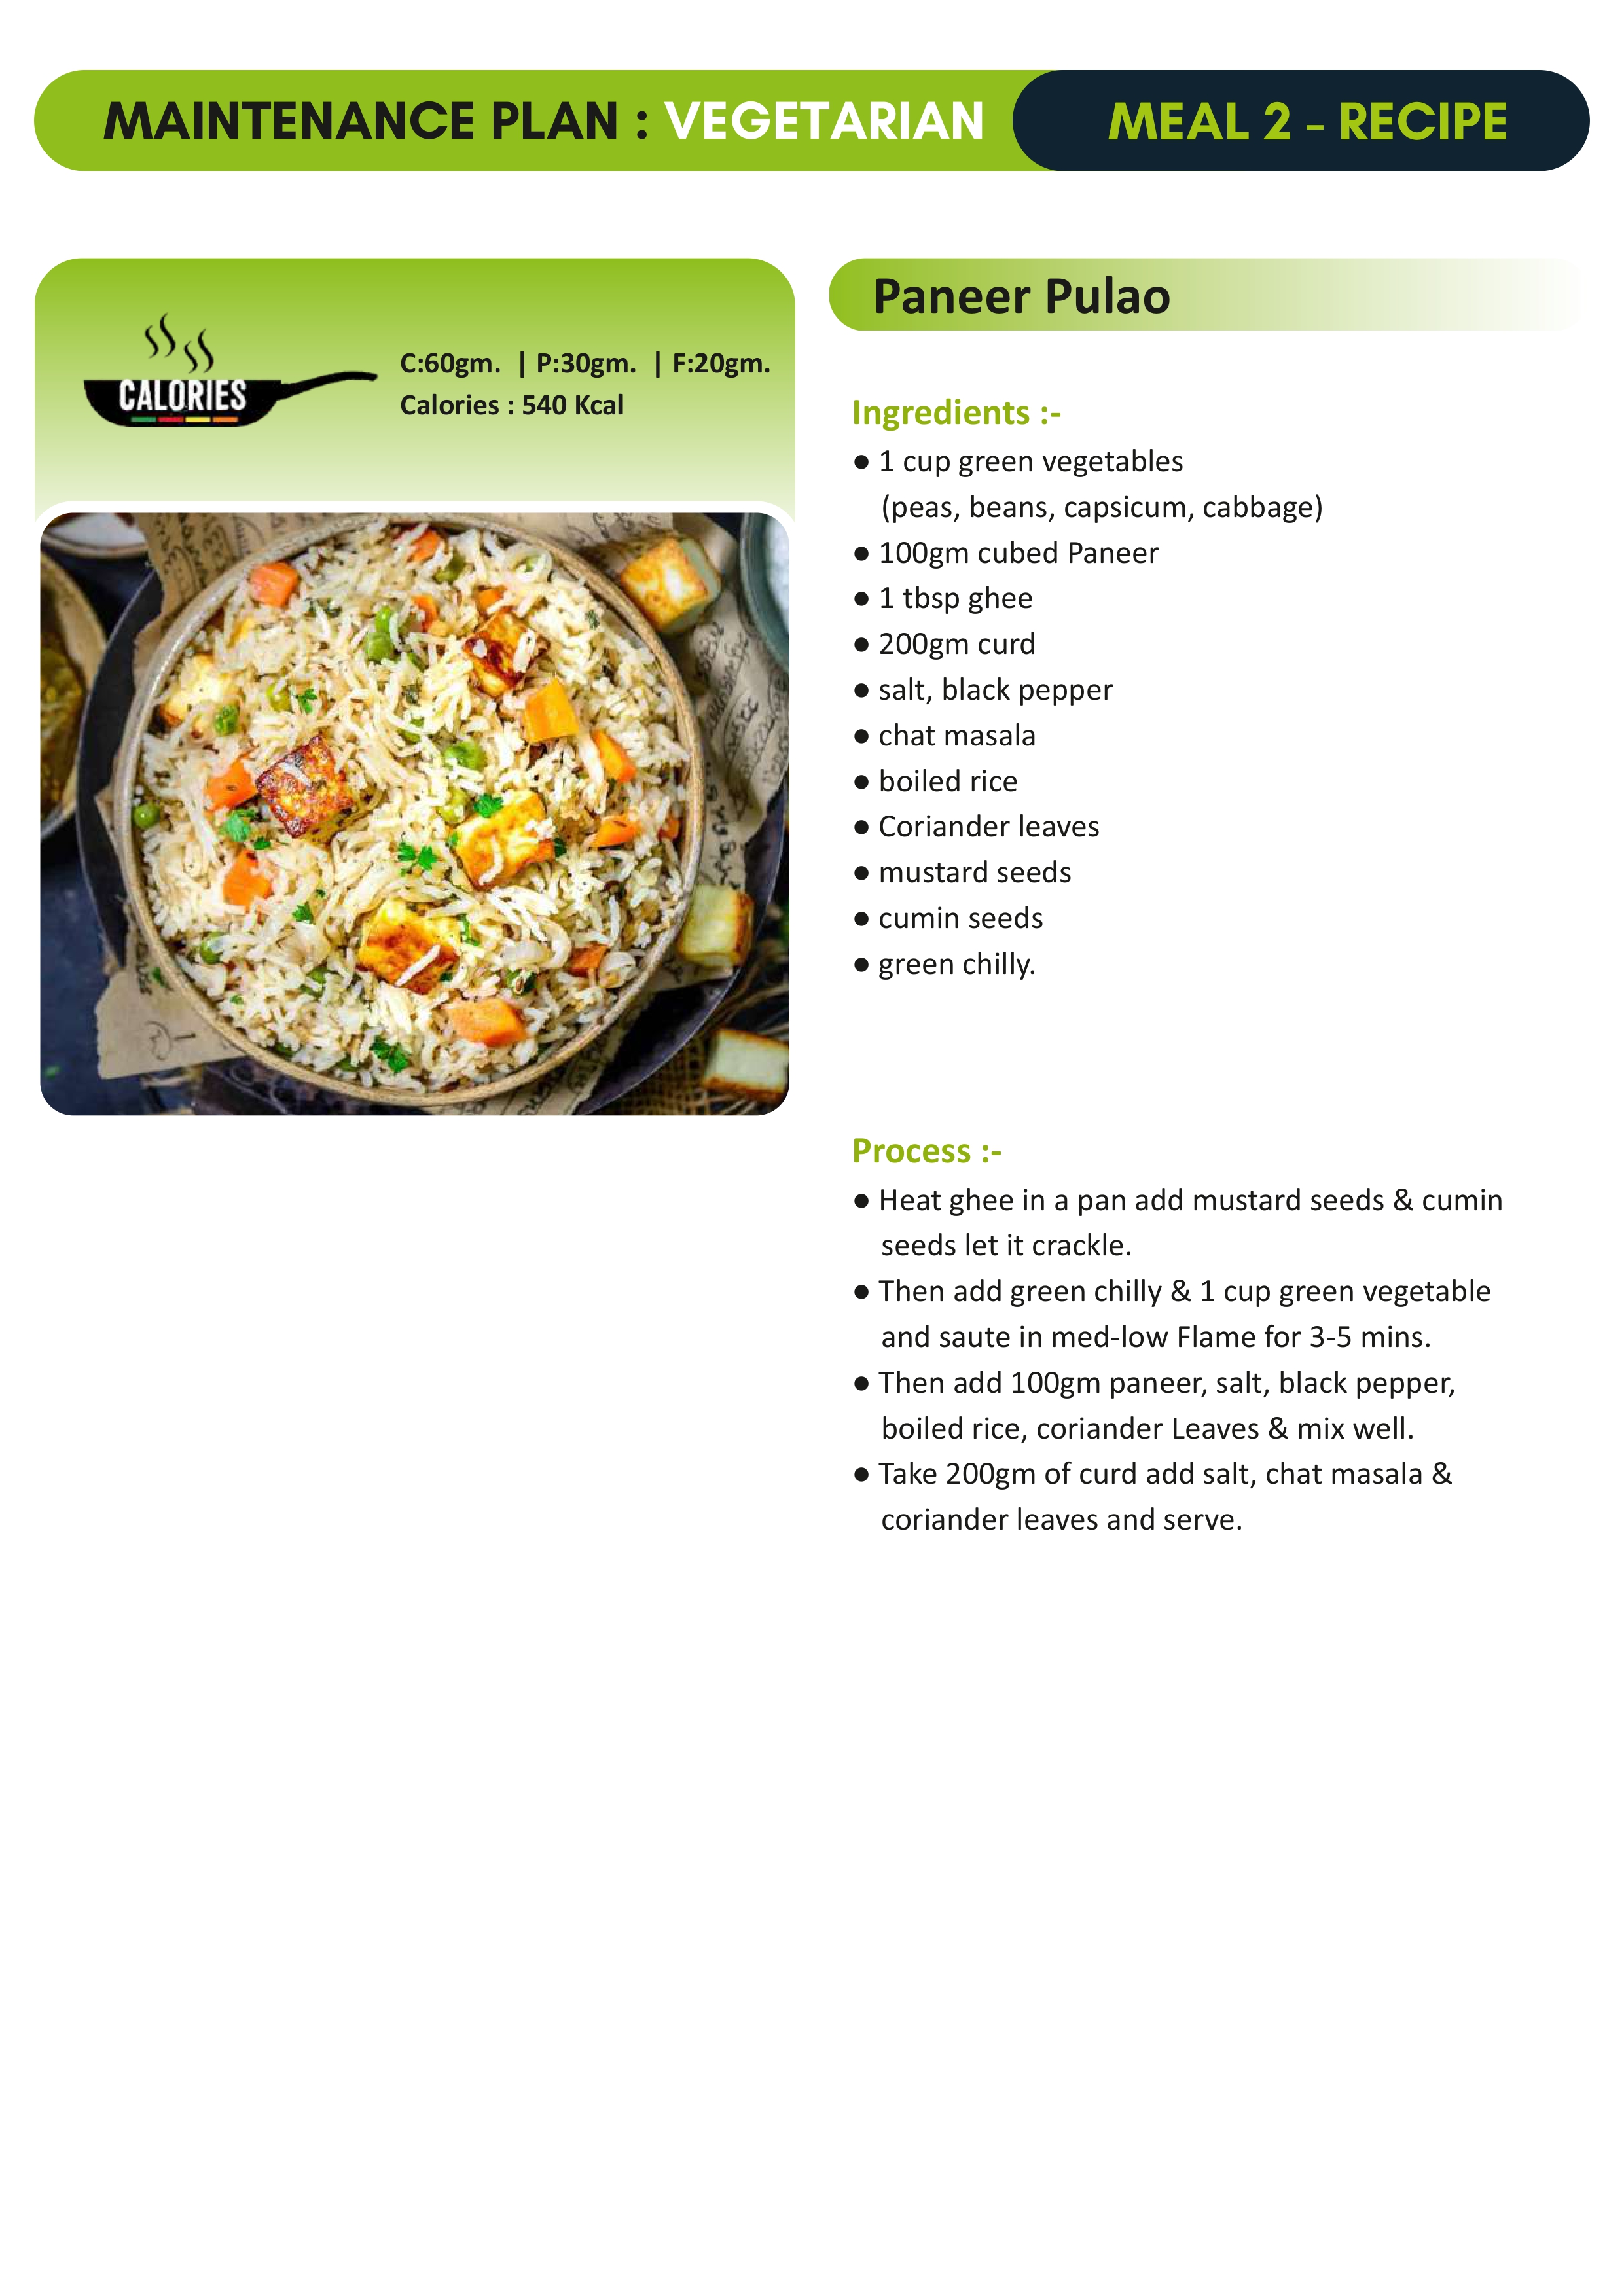 MAINTENANCE PLAN : VEGETARIAN
MEAL 2 - RECIPE
CALORIES
C:60gm. | P:30gm. | F:20gm.
Calories : 540 Kcal
Paneer Pulao
Ingredients :-
● 1 cup green vegetables
(peas, beans, capsicum, cabbage)
● 100gm cubed Paneer
● 1 tbsp ghee
● 200gm curd
● salt, black pepper
● chat masala
● boiled rice
● Coriander leaves
● mustard seeds
● cumin seeds
● green chilly.
Process :-
● Heat ghee in a pan add mustard seeds & cumin
seeds let it crackle.
● Then add green chilly & 1 cup green vegetable
and saute in med-low Flame for 3-5 mins.
● Then add 100gm paneer, salt, black pepper,
boiled rice, coriander Leaves & mix well.
● Take 200gm of curd add salt, chat masala &
coriander leaves and serve.